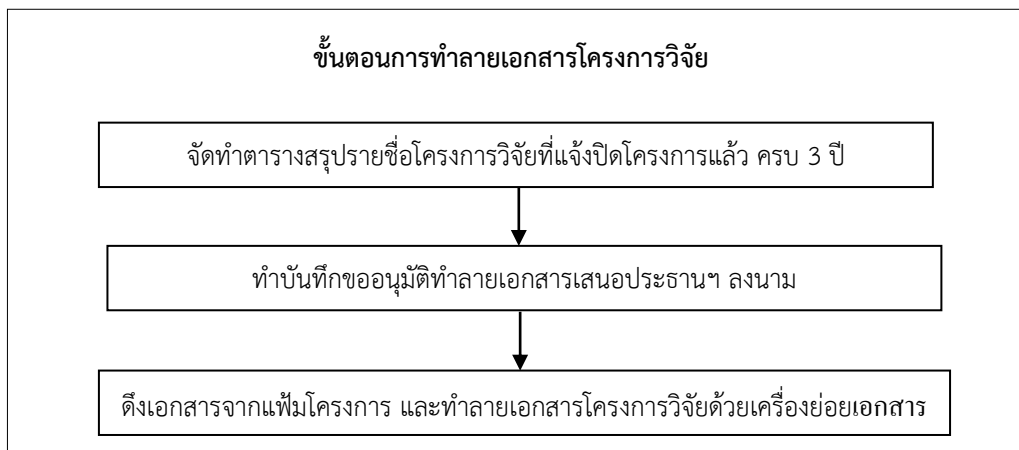 ขั้นตอนการทำลายเอกสารโครงการวิจัย
จัดทำตารางสรุปรายชื่อโครงการวิจัยที่แจ้งปิดโครงการแล้ว ครบ 3 ปี
ทำบันทึกขออนุมัติทำลายเอกสารเสนอประธานฯ ลงนาม
ดึงเอกสารจากแฟ้มโครงการ และทำลายเอกสารโครงการวิจัยด้วยเครื่องย่อยเอกสาร